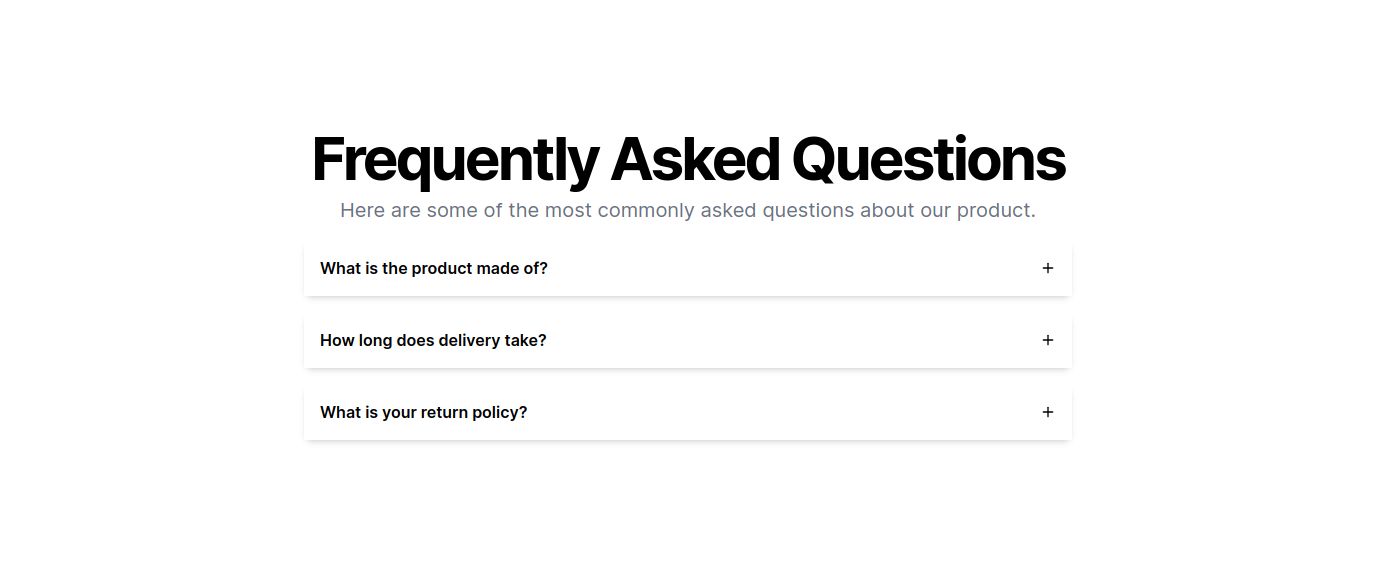 Frequently Asked Questions
Here are some of the most commonly asked questions about our product.
What is the product made of? +
How long does delivery take? +
What is your return policy? +